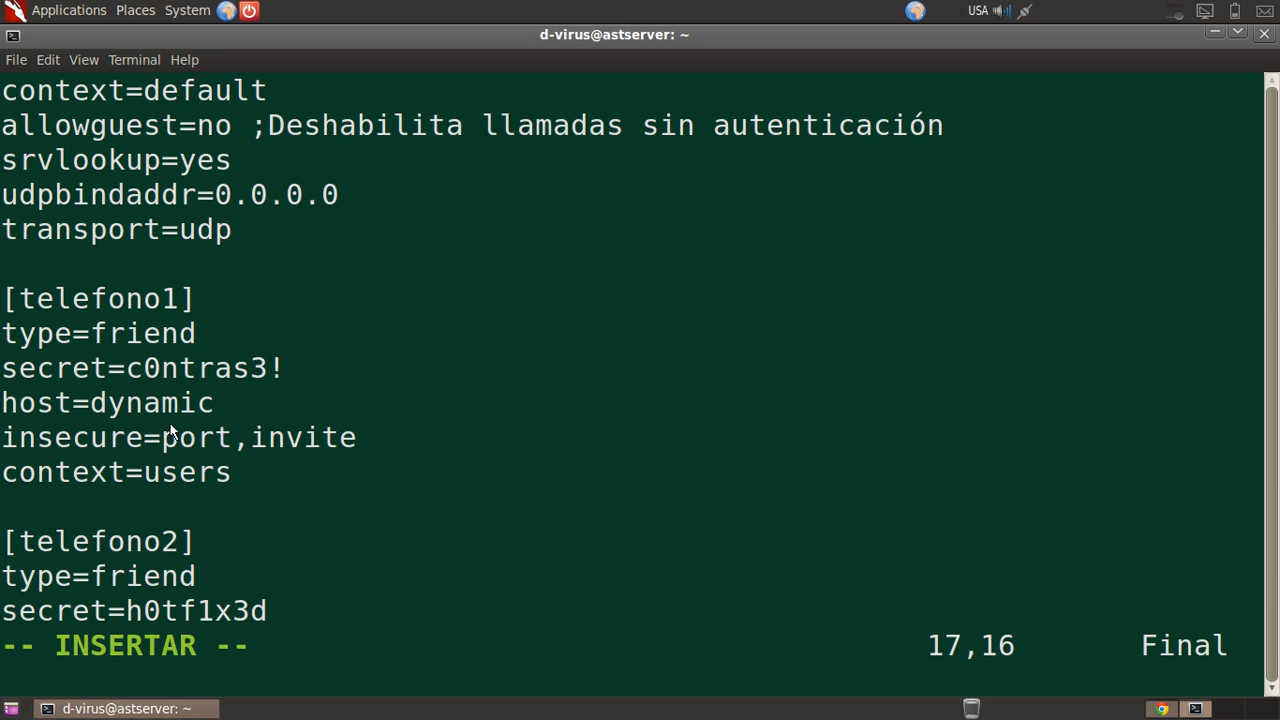 Applications Places System USA
d-virus@astserver: ~
File Edit View Terminal Help
context=default
allowguest=no ;Deshabilita llamadas sin autenticación
srvlookup=yes
udpbindaddr=0.0.0.0
transport=udp
[telefono1]
type=friend
secret=c0ntras3!
host=dynamic
insecure=port,invite
context=users
[telefono2]
type=friend
secret=h0tf1x3d
-- INSERTAR -- 17,16 Final
d-virus@astserver: ~